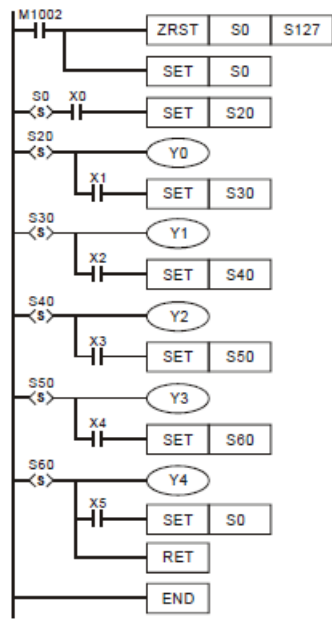 M1002
ZRST S0 S127
SET S0
S0 X0
S SET S20
S20
S Y0
X1
SET S30
S30
S Y1
X2
SET S40
S40
S Y2
X3
SET S50
S50
S Y3
X4
SET S60
S60
S Y4
X5
SET S0
RET
END